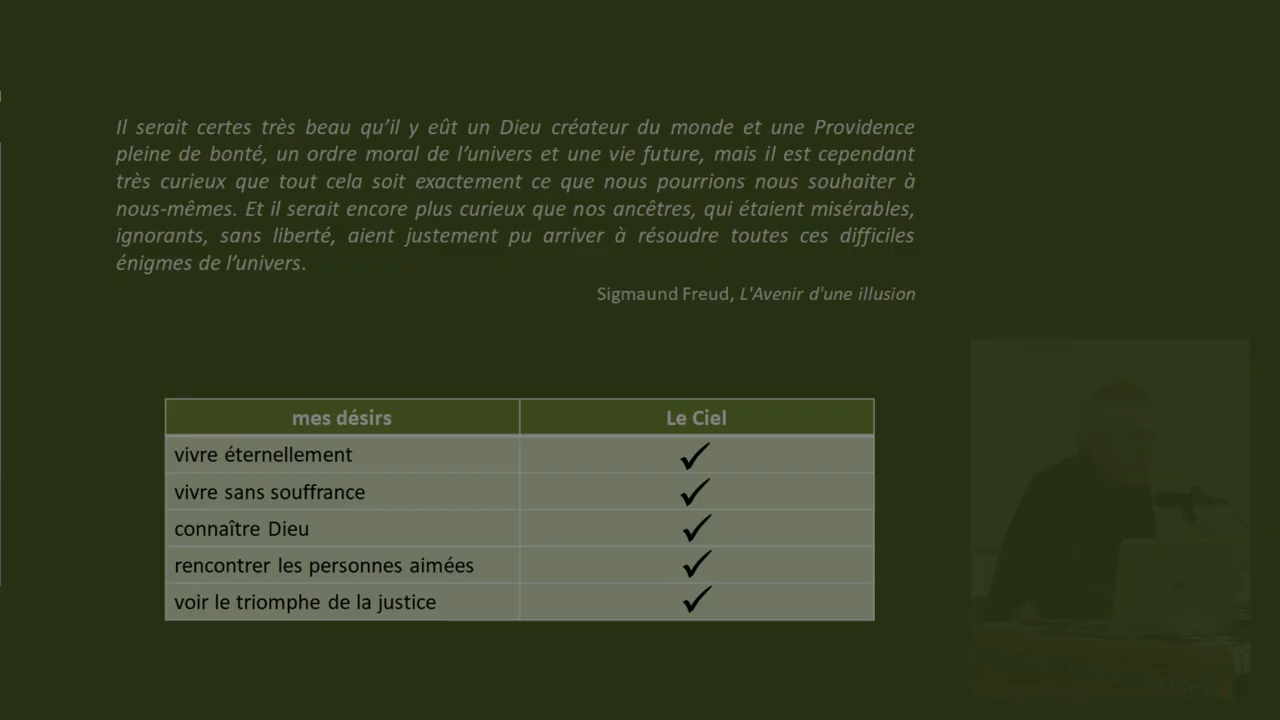 Il serait certes très beau qu’il y eût un Dieu créateur du monde et une Providence
pleine de bonté, un ordre moral de l’univers et une vie future, mais il est cependant
très curieux que tout cela soit exactement ce que nous pourrions nous souhaiter à
nous-mêmes. Et il serait encore plus curieux que nos ancêtres, qui étaient misérables,
ignorants, sans liberté, aient justement pu arriver à résoudre toutes ces difficiles
énigmes de l’univers.
Sigmaund Freud, L'Avenir d'une illusion
mes désirs Le Ciel
vivre éternellement ✓
vivre sans souffrance ✓
connaître Dieu ✓
rencontrer les personnes aimées ✓
voir le triomphe de la justice ✓